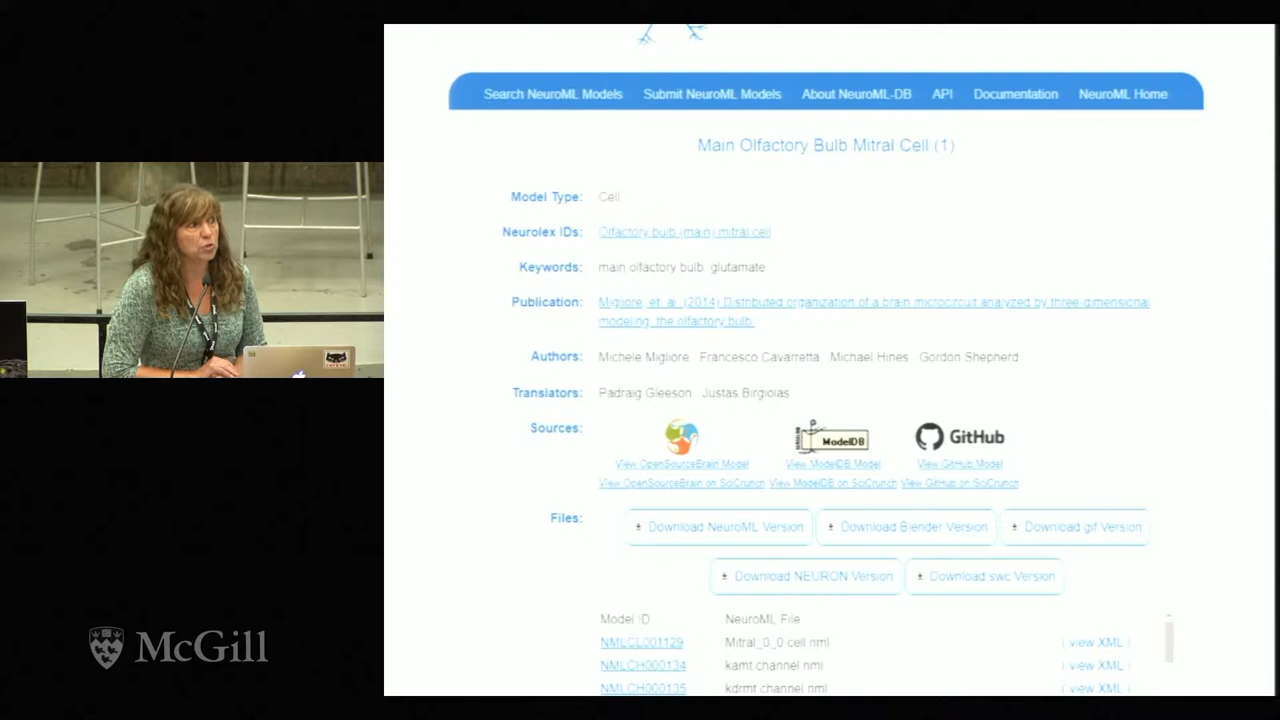 Search NeuroML Models Submit NeuroML Models About NeuroML-DB API Documentation NeuroML Home
Main Olfactory Bulb Mitral Cell (1)
Model Type: Cell
Neurolex IDs: Olfactory bulb (main) mitral cell
Keywords: main olfactory bulb glutamate
Publication: Migliore, et. al. (2014) Distributed organization of a brain microcircuit analyzed by three-dimensional
modeling: the olfactory bulb.
Authors: Michele Migliore Francesco Cavarretta Michael Hines Gordon Shepherd
Translators: Padraig Gleeson Justas Birgiolas
Sources: ModelDB GitHub
View OpenSourceBrain Model View ModelDB Model View GitHub Model
View OpenSourceBrain on SciCrunch View ModelDB on SciCrunch View GitHub on SciCrunch
Files: Download NeuroML Version Download Blender Version Download gif Version
Download NEURON Version Download swc Version
Model ID NeuroML File
NMLCL001129 Mitral_0_0.cell.nml ( view XML )
NMLCH000134 kamt.channel.nml ( view XML )
NMLCH000135 kdrmt.channel.nml ( view XML )
McGill